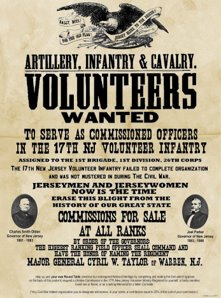 ARTILLERY, INFANTRY & CAVALRY.
VOLUNTEERS
WANTED
TO SERVE AS COMMISSIONED OFFICERS
IN THE 17TH NJ VOLUNTEER INFANTRY
ASSIGNED TO THE 1ST BRIGADE, 1ST DIVISION, 26TH CORPS
THE 17TH NEW JERSEY VOLUNTEER INFANTRY FAILED TO COMPLETE ORGANIZATION
AND WAS NOT MUSTERED IN DURING THE CIVIL WAR.
JERSEYMEN AND JERSEYWOMEN
NOW IS THE TIME
ERASE THIS BLIGHT FROM THE
HISTORY OF OUR GREAT STATE
COMMISSIONS FOR SALE
AT ALL RANKS
Charles Smith Olden
Governor of New Jersey
Joel Parker
Governor of New Jersey
BY ORDER OF THE GOVERNORS:
THE HIGHEST RANKING FIELD OFFICER SHALL COMMAND AND
HAVE THE HONOR OF NAMING THE REGIMENT
MAJOR GENERAL CYRIL W. TAYLOR OF WARREN, N.J.